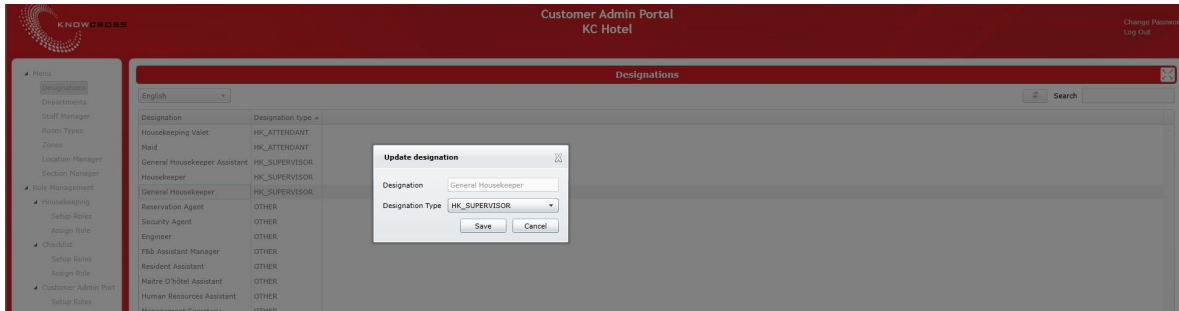 KNOWCROSS
Customer Admin Portal
KC Hotel
Change Passwor
Log Out
Menu
Designations
Departments
Staff Manager
Room Types
Zones
Location Manager
Section Manager
Role Management
Housekeeping
Setup Roles
Assign Role
Checklist
Setup Roles
Assign Role
Customer Admin Port
Setup Roles
Designations
English
Search
Designation Designation type
Housekeeping Valet HK_ATTENDANT
Maid HK_ATTENDANT
General Housekeeper Assistant HK_SUPERVISOR
Housekeeper HK_SUPERVISOR
General Housekeeper HK_SUPERVISOR
Reservation Agent OTHER
Security Agent OTHER
Engineer OTHER
F&b Assistant Manager OTHER
Resident Assistant OTHER
Maitre D'hôtel Assistant OTHER
Human Resources Assistant OTHER
Management Secretary OTHER
Update designation
Designation General Housekeeper
Designation Type HK_SUPERVISOR
Save Cancel